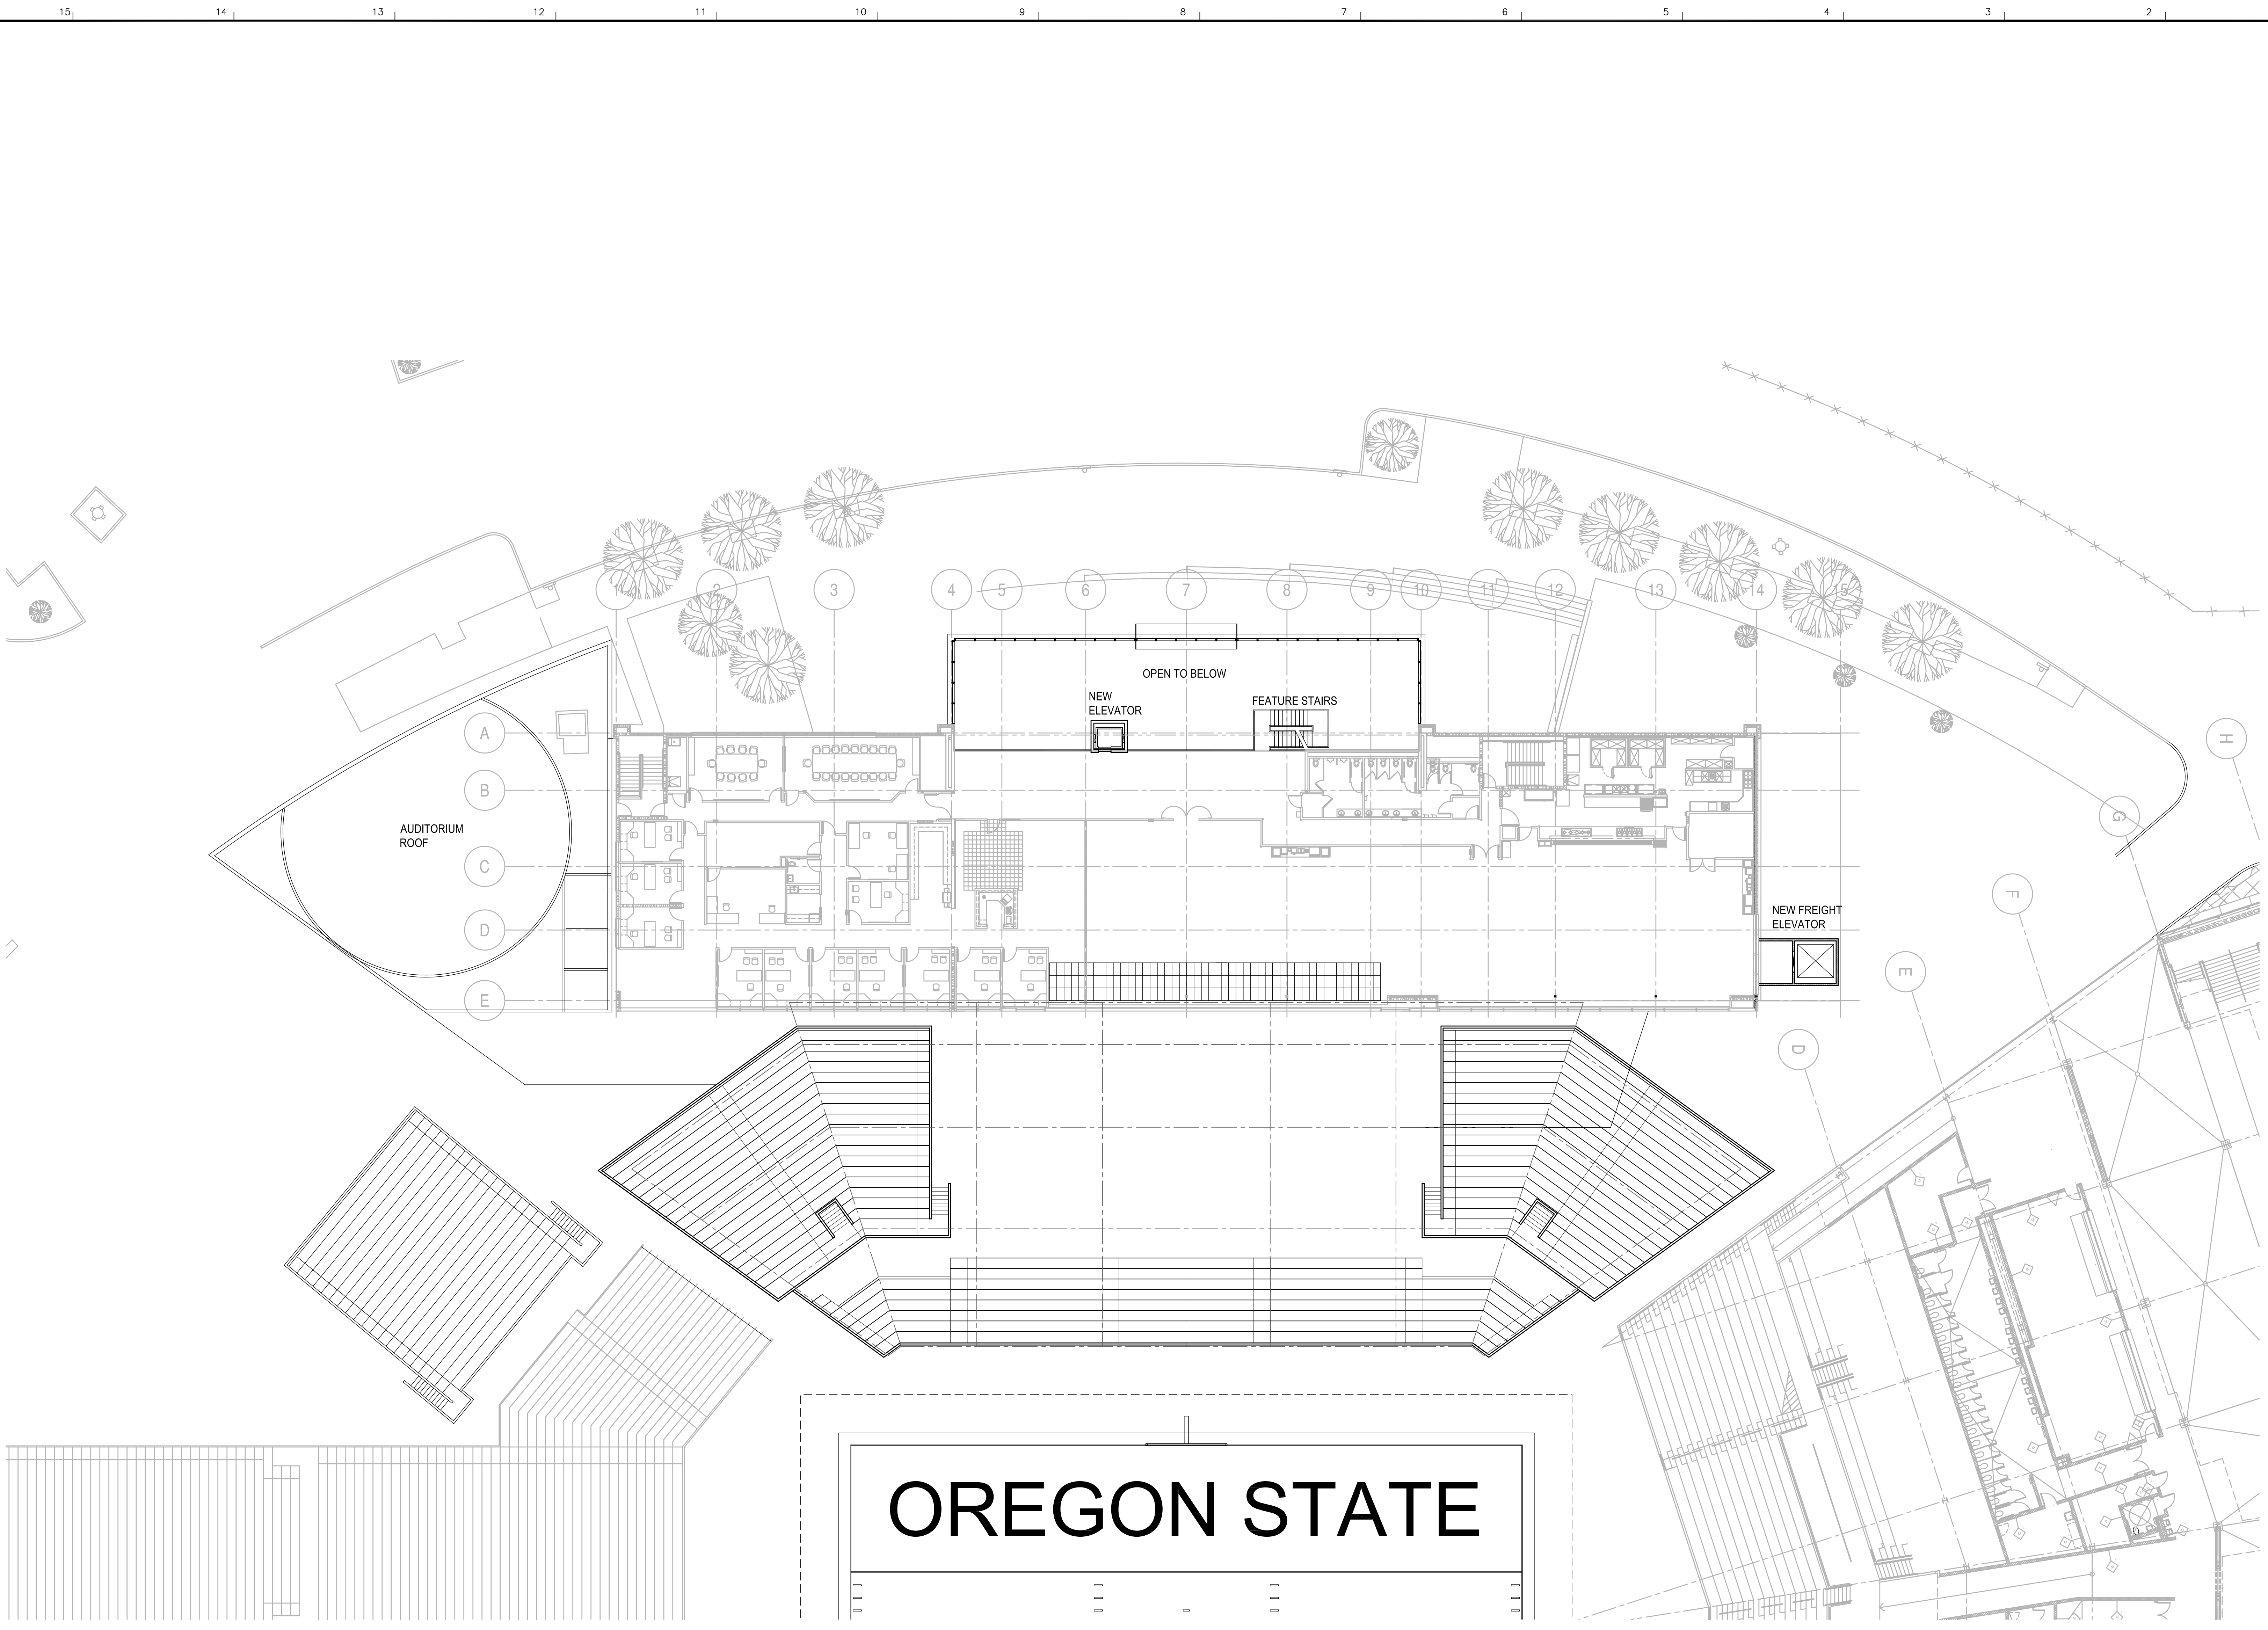 15 14 13 12 11 10 9 8 7 6 5 4 3 2
1 2 3 4 5 6 7 8 9 10 11 12 13 14 15
OPEN TO BELOW
NEW
ELEVATOR
FEATURE STAIRS
A
H
B
G
AUDITORIUM
ROOF
C
F
NEW FREIGHT
ELEVATOR
D
E
E
D
OREGON STATE